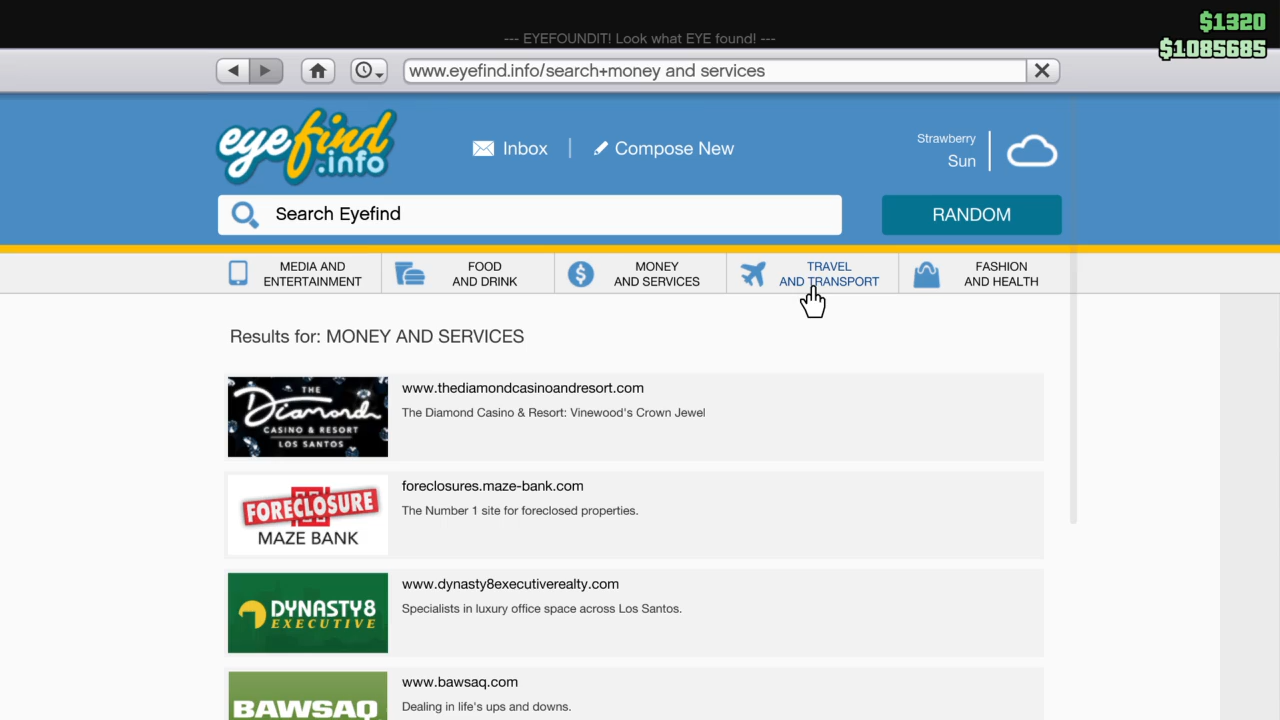 $1320
--- EYEFOUNDIT! Look what EYE found! ---
$1085685
www.eyefind.info/search+money and services
eyefind
.info
Inbox
Compose New
Strawberry
Sun
Search Eyefind
RANDOM
MEDIA AND
ENTERTAINMENT
FOOD
AND DRINK
MONEY
AND SERVICES
TRAVEL
AND TRANSPORT
FASHION
AND HEALTH
Results for: MONEY AND SERVICES
THE
Diamond
CASINO & RESORT
LOS SANTOS
www.thediamondcasinoandresort.com
The Diamond Casino & Resort: Vinewood's Crown Jewel
FORECLOSURE
MAZE BANK
foreclosures.maze-bank.com
The Number 1 site for foreclosed properties.
DYNASTY8
EXECUTIVE
www.dynasty8executiverealty.com
Specialists in luxury office space across Los Santos.
BAWSAQ
www.bawsaq.com
Dealing in life's ups and downs.